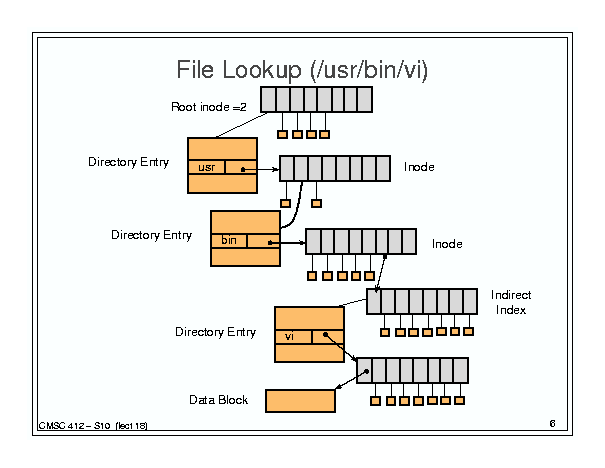 File Lookup (/usr/bin/vi)
Root inode =2
Directory Entry
usr
Inode
Directory Entry
bin
Inode
Indirect
Index
Directory Entry
vi
Data Block
CMSC 412 – S10 (lect 18)
6